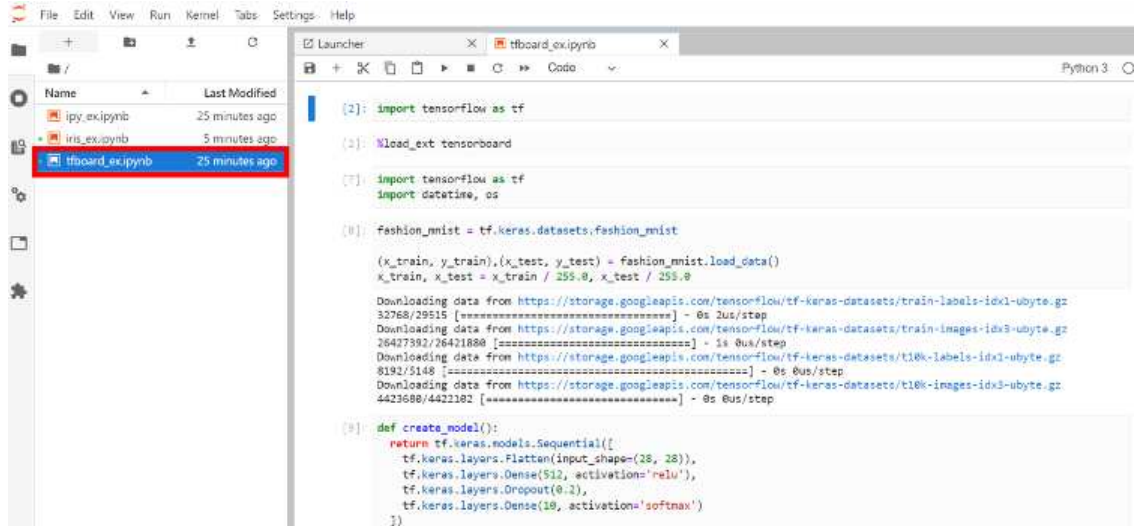 File Edit View Run Kernel Tabs Settings Help
Launcher
tfboard_ex.ipynb
Code
Python 3
/
Name Last Modified
ipy_ex.ipynb 25 minutes ago
iris_ex.ipynb 5 minutes ago
tfboard_ex.ipynb 25 minutes ago
[2]: import tensorflow as tf
%load_ext tensorboard
import tensorflow as tf
import datetime, os
fashion_mnist = tf.keras.datasets.fashion_mnist
(x_train, y_train),(x_test, y_test) = fashion_mnist.load_data()
x_train, x_test = x_train / 255.0, x_test / 255.0
Downloading data from https://storage.googleapis.com/tensorflow/tf-keras-datasets/train-labels-idx1-ubyte.gz
32768/29515 [==============================] - 0s 2us/step
Downloading data from https://storage.googleapis.com/tensorflow/tf-keras-datasets/train-images-idx3-ubyte.gz
26427392/26421880 [==============================] - 1s 0us/step
Downloading data from https://storage.googleapis.com/tensorflow/tf-keras-datasets/t10k-labels-idx1-ubyte.gz
8192/5148 [===============================================] - 0s 0us/step
Downloading data from https://storage.googleapis.com/tensorflow/tf-keras-datasets/t10k-images-idx3-ubyte.gz
4423680/4422102 [==============================] - 0s 0us/step
[9]: def create_model():
return tf.keras.models.Sequential([
tf.keras.layers.Flatten(input_shape=(28, 28)),
tf.keras.layers.Dense(512, activation='relu'),
tf.keras.layers.Dropout(0.2),
tf.keras.layers.Dense(10, activation='softmax')
])